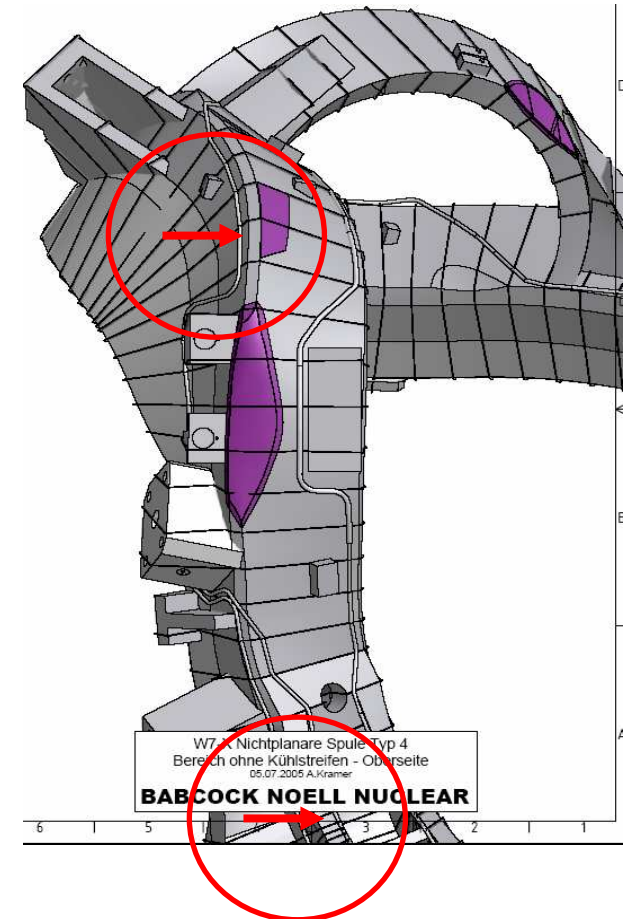 W7-X Nichtplanare Spule Typ 4
Bereich ohne Kühlstreifen - Oberseite
05.07.2005 A.Kramer
BABCOCK NOELL NUCLEAR
6 5 3 2 1